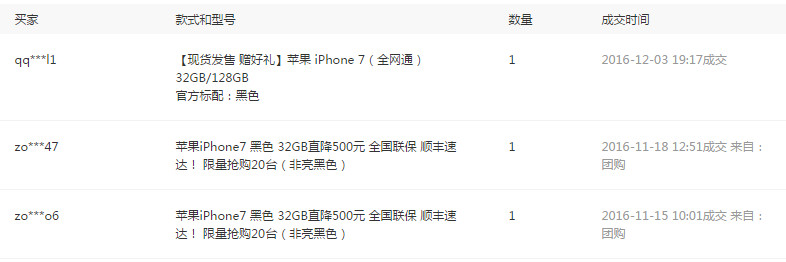 买家 款式和型号 数量 成交时间
qq***l1 【现货发售 赠好礼】苹果 iPhone 7（全网通） 1 2016-12-03 19:17成交
32GB/128GB
官方标配：黑色
zo***47 苹果iPhone7 黑色 32GB直降500元 全国联保 顺丰速 1 2016-11-18 12:51成交 来自：
达！ 限量抢购20台（非亮黑色） 团购
zo***o6 苹果iPhone7 黑色 32GB直降500元 全国联保 顺丰速 1 2016-11-15 10:01成交 来自：
达！ 限量抢购20台（非亮黑色） 团购